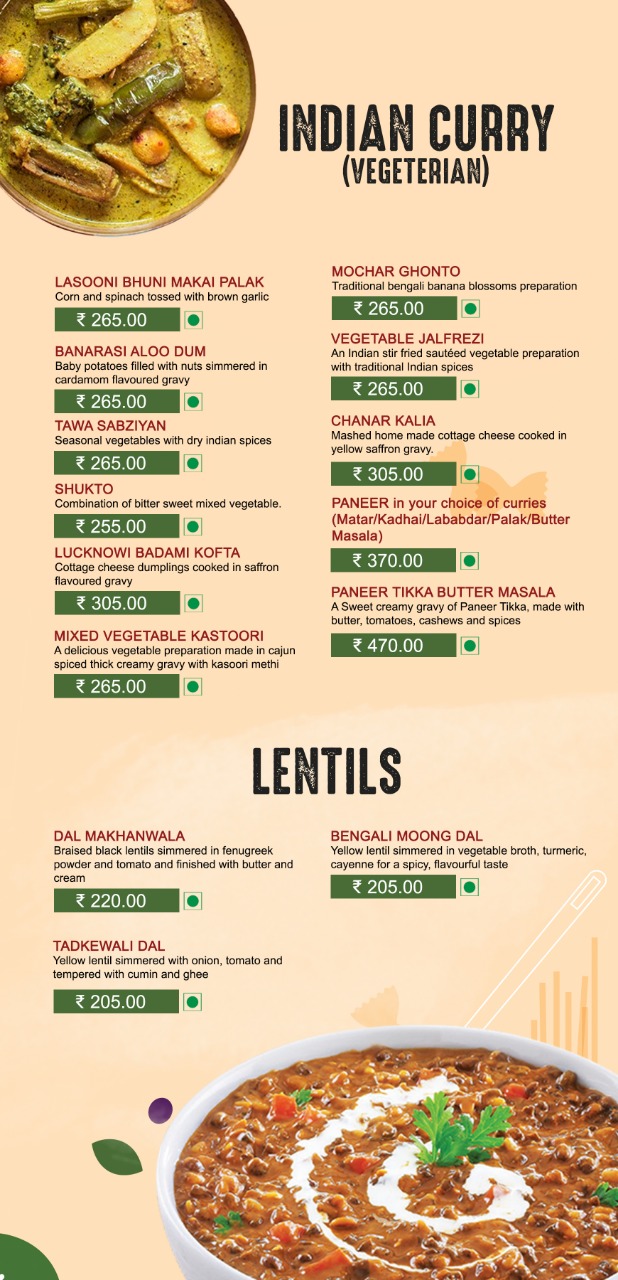 INDIAN CURRY
(VEGETERIAN)
LASOONI BHUNI MAKAI PALAK
Corn and spinach tossed with brown garlic
₹ 265.00
BANARASI ALOO DUM
Baby potatoes filled with nuts simmered in
cardamom flavoured gravy
₹ 265.00
TAWA SABZIYAN
Seasonal vegetables with dry indian spices
₹ 265.00
SHUKTO
Combination of bitter sweet mixed vegetable.
₹ 255.00
LUCKNOWI BADAMI KOFTA
Cottage cheese dumplings cooked in saffron
flavoured gravy
₹ 305.00
MIXED VEGETABLE KASTOORI
A delicious vegetable preparation made in cajun
spiced thick creamy gravy with kasoori methi
₹ 265.00
MOCHAR GHONTO
Traditional bengali banana blossoms preparation
₹ 265.00
VEGETABLE JALFREZI
An Indian stir fried sautéed vegetable preparation
with traditional Indian spices
₹ 265.00
CHANAR KALIA
Mashed home made cottage cheese cooked in
yellow saffron gravy.
₹ 305.00
PANEER in your choice of curries
(Matar/Kadhai/Lababdar/Palak/Butter
Masala)
₹ 370.00
PANEER TIKKA BUTTER MASALA
A Sweet creamy gravy of Paneer Tikka, made with
butter, tomatoes, cashews and spices
₹ 470.00
LENTILS
DAL MAKHANWALA
Braised black lentils simmered in fenugreek
powder and tomato and finished with butter and
cream
₹ 220.00
TADKEWALI DAL
Yellow lentil simmered with onion, tomato and
tempered with cumin and ghee
₹ 205.00
BENGALI MOONG DAL
Yellow lentil simmered in vegetable broth, turmeric,
cayenne for a spicy, flavourful taste
₹ 205.00